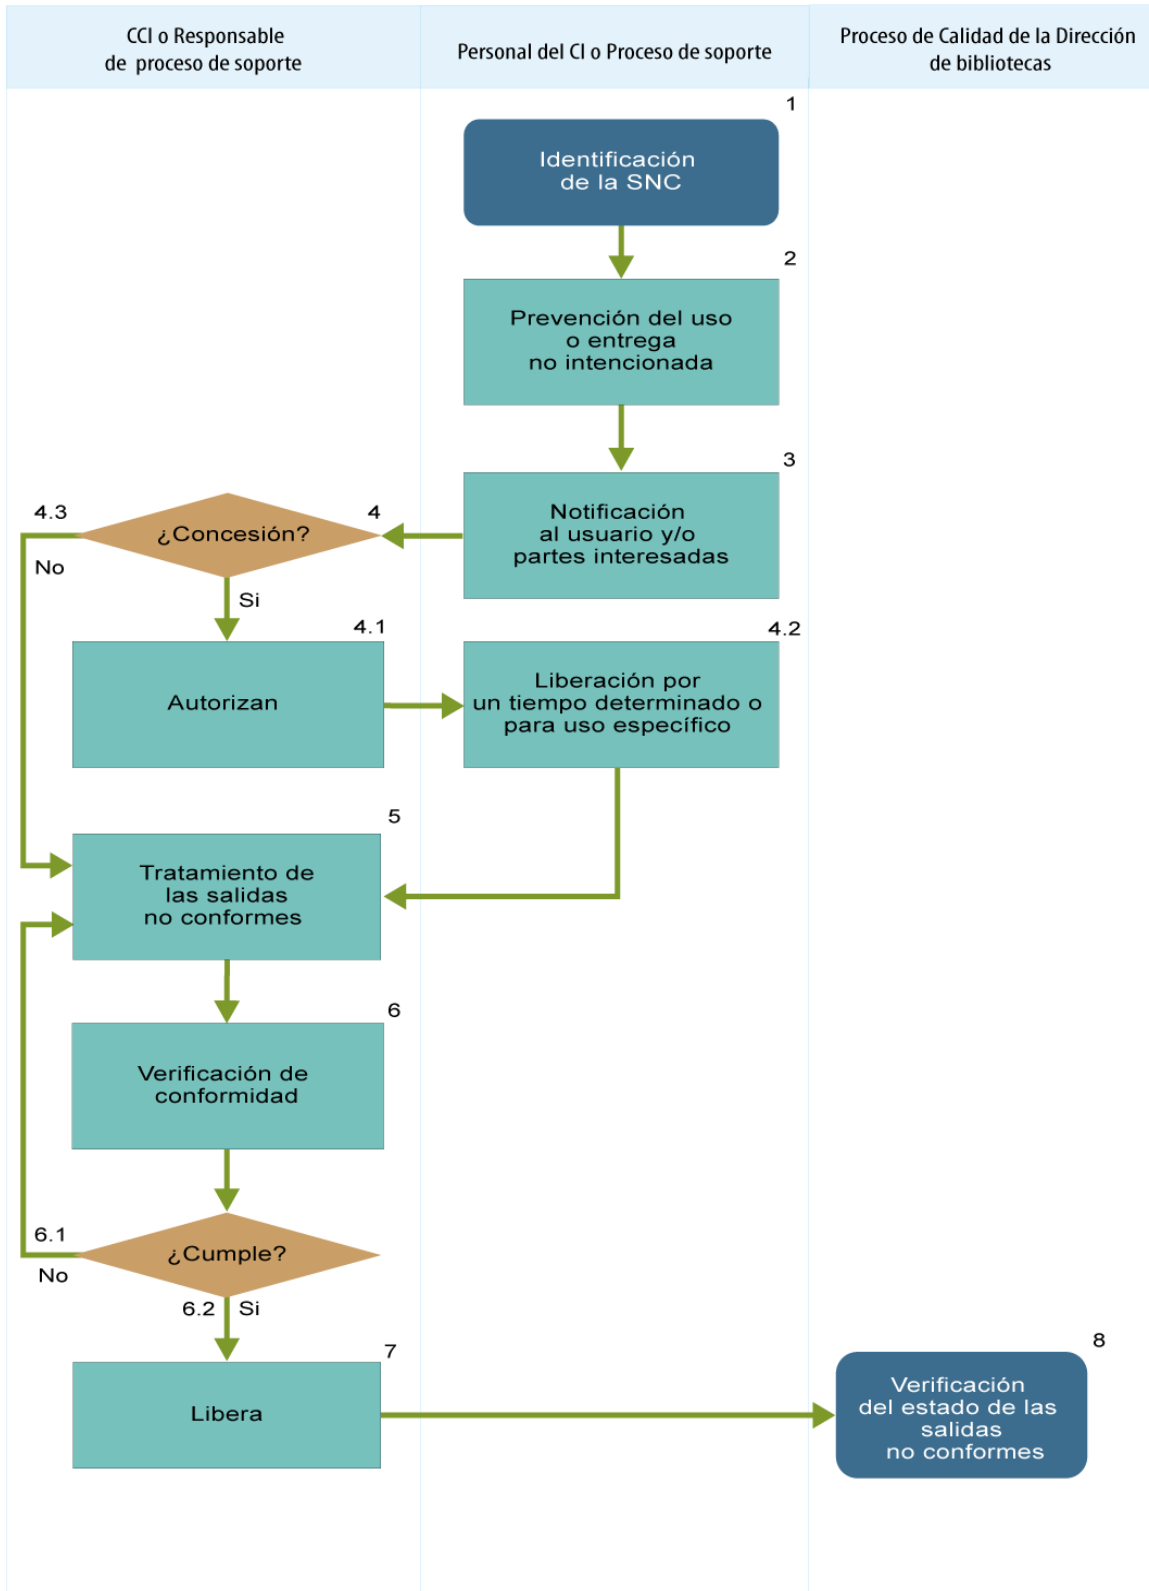 CCI o Responsable
de proceso de soporte
Personal del CI o Proceso de soporte
Proceso de Calidad de la Dirección
de bibliotecas
1
Identificación
de la SNC
2
Prevención del uso
o entrega
no intencionada
3
Notificación
al usuario y/o
partes interesadas
4
¿Concesión?
4.3
No
Si
4.1
Autorizan
4.2
Liberación por
un tiempo determinado o
para uso específico
5
Tratamiento de
las salidas
no conformes
6
Verificación de
conformidad
¿Cumple?
6.1
No
6.2
Si
7
Libera
8
Verificación
del estado de las
salidas
no conformes